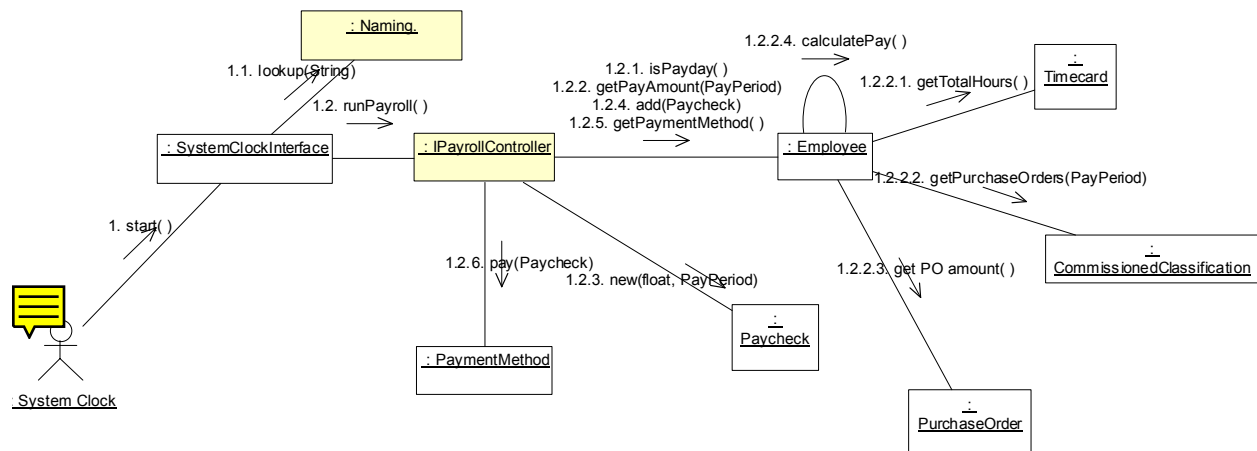 : Naming.
1.1. lookup(String)
1.2. runPayroll( )
1.2.1. isPayday( )
1.2.2. getPayAmount(PayPeriod)
1.2.4. add(Paycheck)
1.2.5. getPaymentMethod( )
1.2.2.4. calculatePay( )
1.2.2.1. getTotalHours( )
:
Timecard
: SystemClockInterface
: IPayrollController
: Employee
1.2.2.2. getPurchaseOrders(PayPeriod)
1. start( )
1.2.6. pay(Paycheck)
1.2.3. new(float, PayPeriod)
1.2.2.3. get PO amount( )
:
CommissionedClassification
:
Paycheck
: PaymentMethod
: System Clock
:
PurchaseOrder